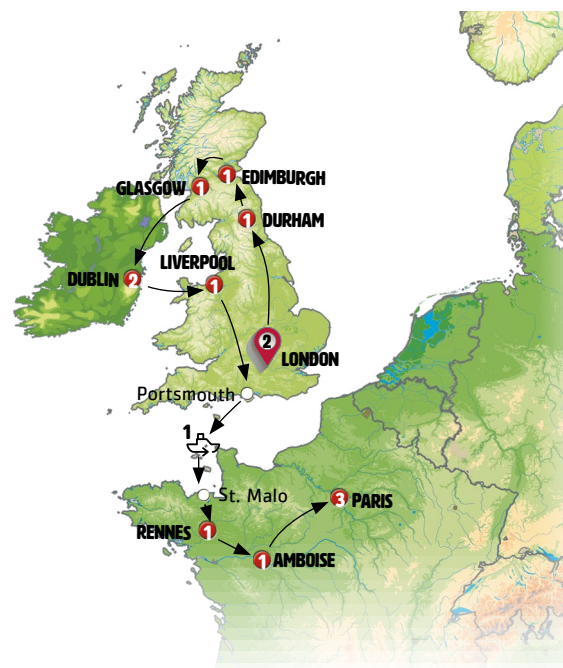 1
EDIMBURGH
GLASGOW
1
1
DURHAM
LIVERPOOL
DUBLIN
2
1
2
LONDON
Portsmouth
1
St. Malo
3
PARIS
RENNES
1
1
AMBOISE